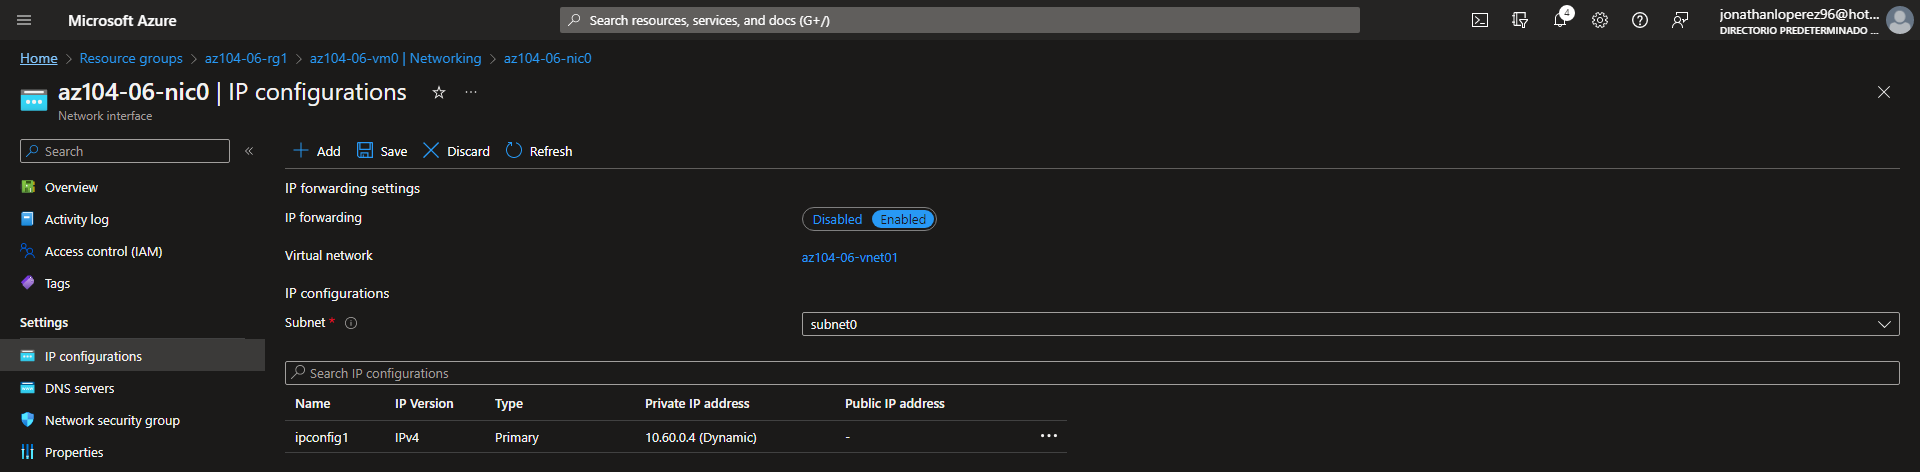 Microsoft Azure
Search resources, services, and docs (G+/)
4
jonathanloperez96@hot...
DIRECTORIO PREDETERMINADO ...
Home > Resource groups > az104-06-rg1 > az104-06-vm0 | Networking > az104-06-nic0
az104-06-nic0 | IP configurations
Network interface
Search
Add Save Discard Refresh
Overview
Activity log
Access control (IAM)
Tags
Settings
IP configurations
DNS servers
Network security group
Properties
IP forwarding settings
IP forwarding Disabled Enabled
Virtual network az104-06-vnet01
IP configurations
Subnet * subnet0
Search IP configurations
Name IP Version Type Private IP address Public IP address
ipconfig1 IPv4 Primary 10.60.0.4 (Dynamic) -